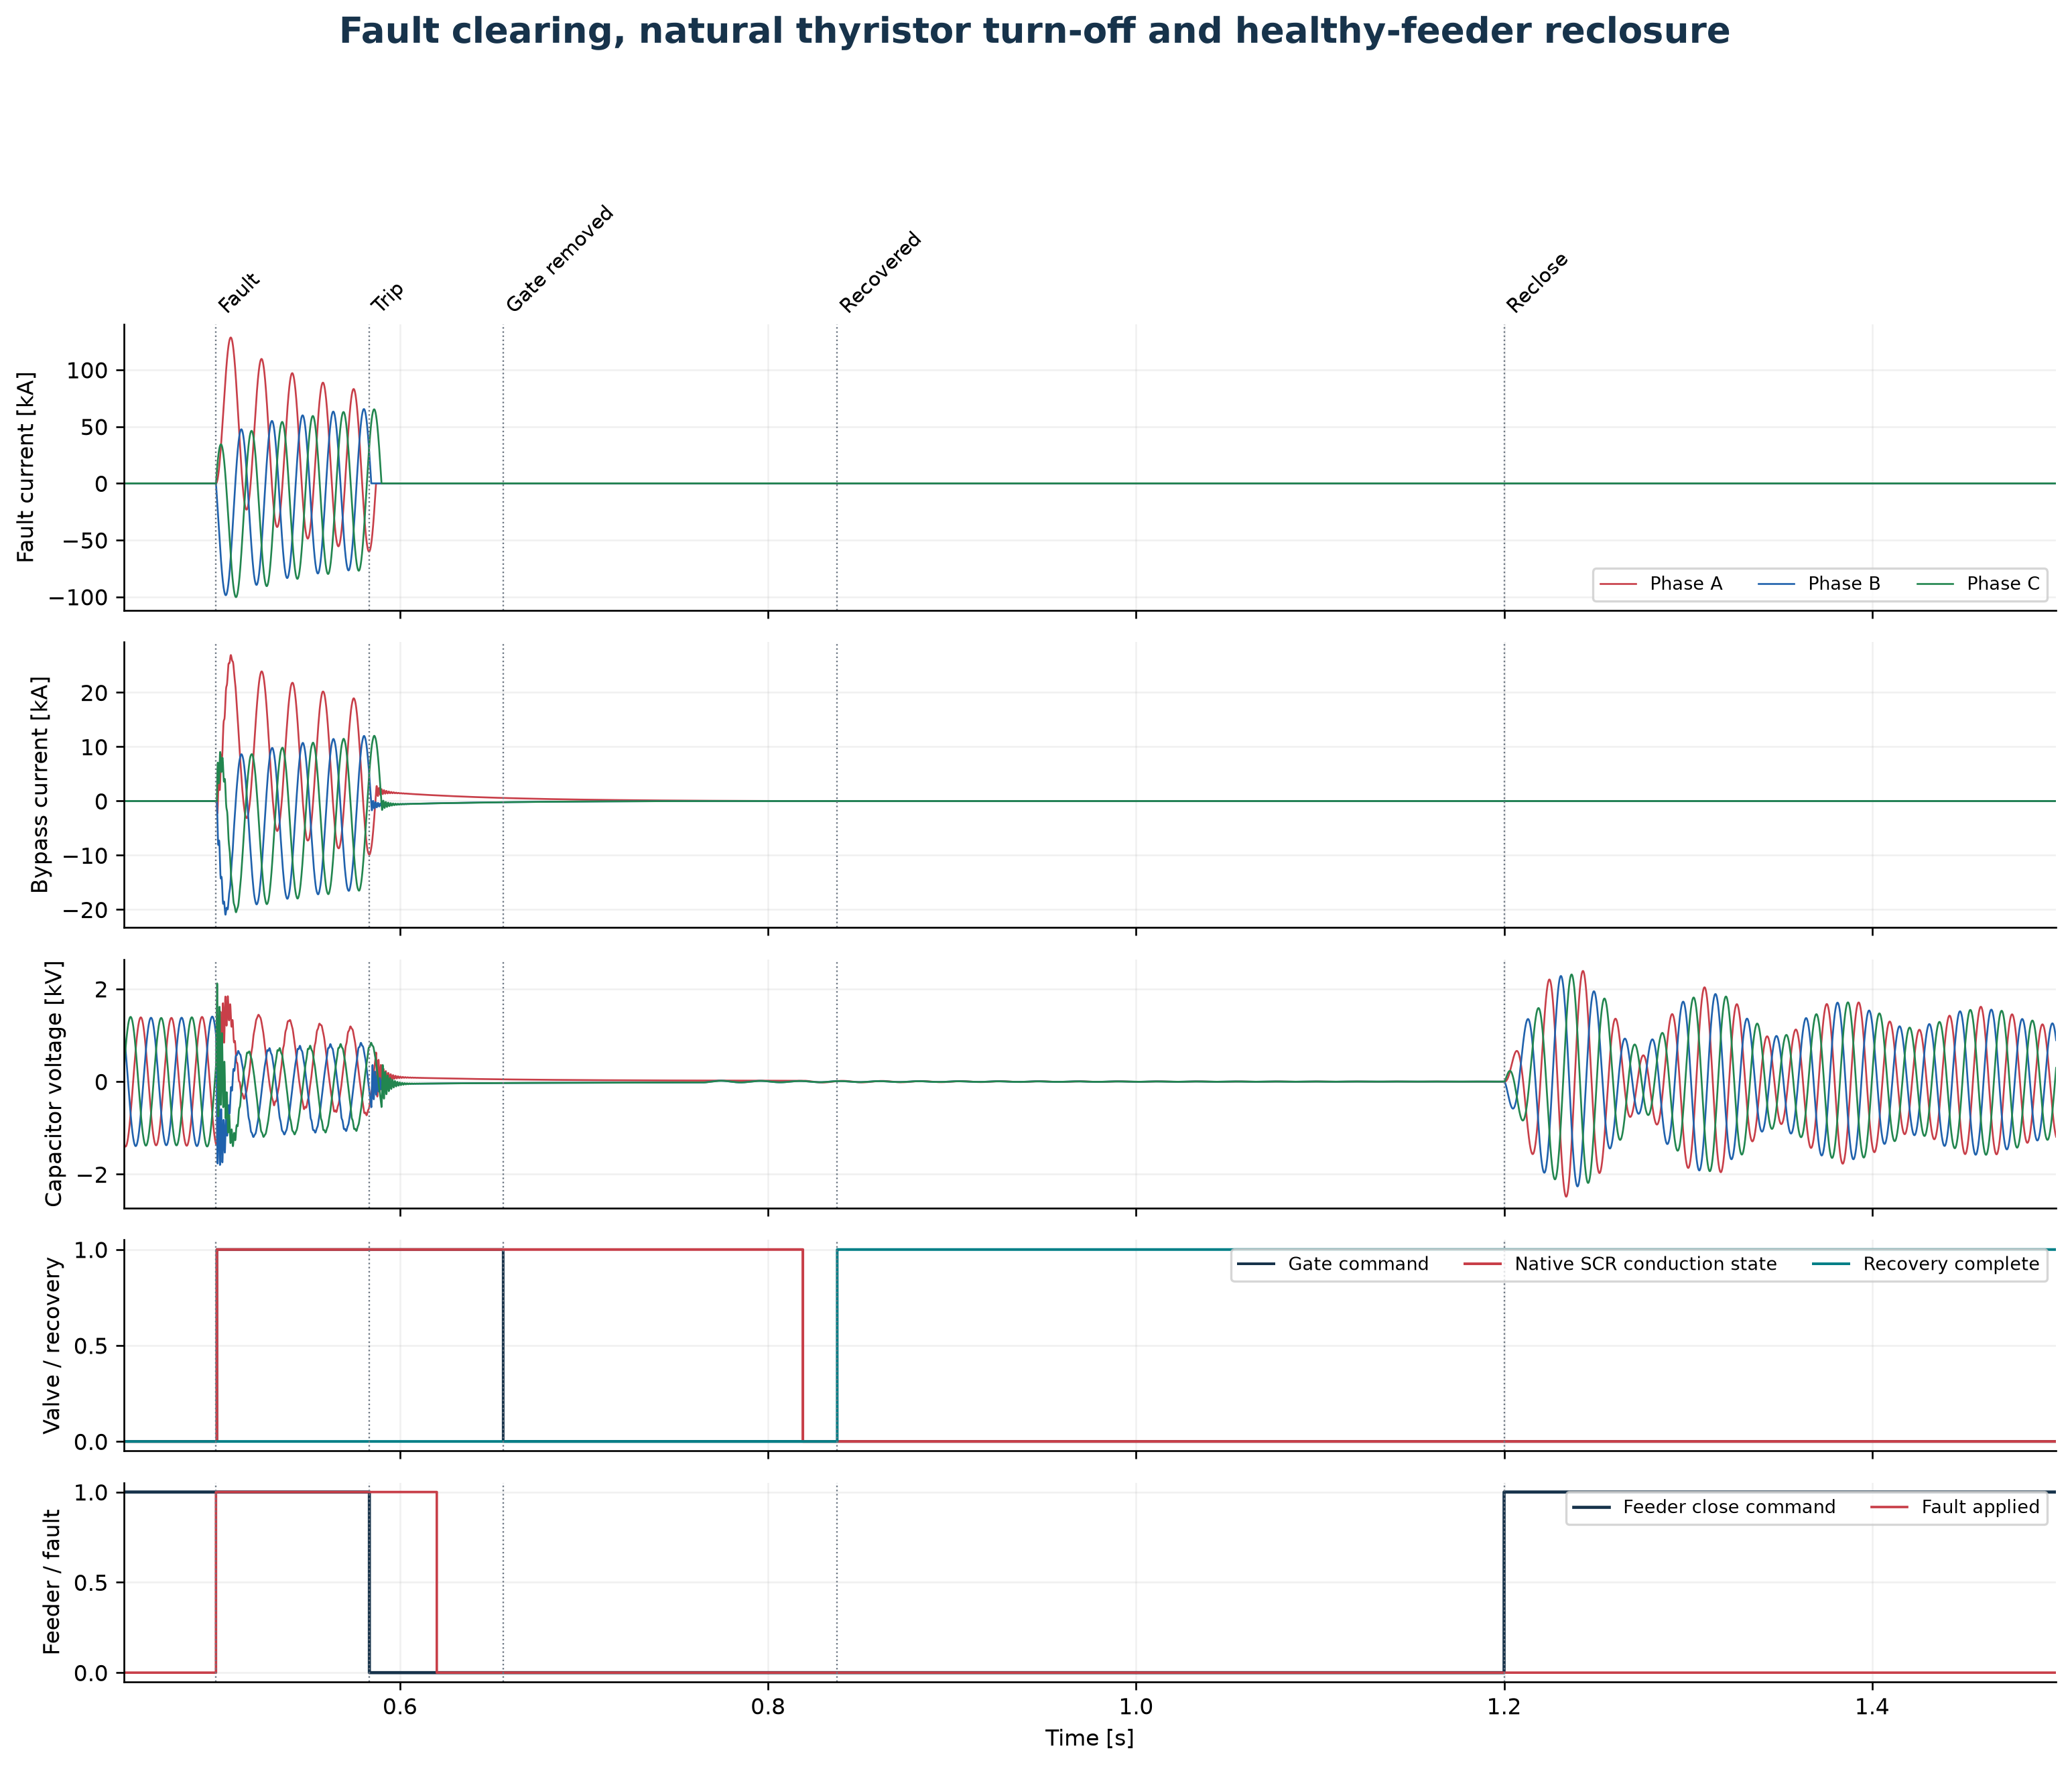 Fault clearing, natural thyristor turn-off and healthy-feeder reclosure
Fault
Trip
Gate removed
Recovered
Reclose
Fault current [kA]
100
50
0
−50
−100
Phase A
Phase B
Phase C
Bypass current [kA]
20
10
0
−10
−20
Capacitor voltage [kV]
2
0
−2
Valve / recovery
1.0
0.5
0.0
Gate command
Native SCR conduction state
Recovery complete
Feeder / fault
1.0
0.5
0.0
Feeder close command
Fault applied
0.6
0.8
1.0
1.2
1.4
Time [s]